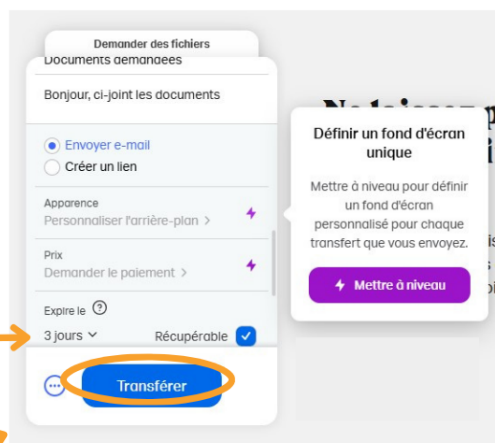 Demander des fichiers
Documents demandées
Bonjour, ci-joint les documents
Envoyer e-mail
Créer un lien
Apparence
Personnaliser l'arrière-plan >
Prix
Demander le paiement >
Expire le ?
3 jours
Récupérable
Transférer
Définir un fond d'écran
unique
Mettre à niveau pour définir
un fond d'écran
personnalisé pour chaque
transfert que vous envoyez.
Mettre à niveau